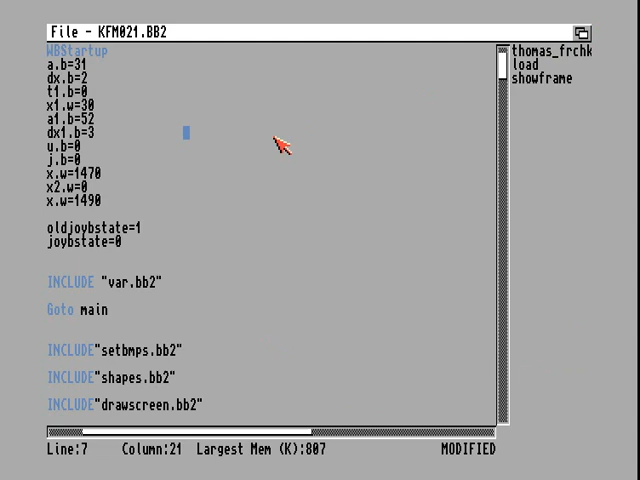 File - KFM021.BB2
WBStartup
a.b=31
dx.b=2
t1.b=0
x1.w=30
a1.b=52
dx1.b=3
u.b=0
j.b=0
x.w=1470
x2.w=0
x.w=1490
oldjoybstate=1
joybstate=0
INCLUDE "var.bb2"
Goto main
INCLUDE"setbmps.bb2"
INCLUDE"shapes.bb2"
INCLUDE"drawscreen.bb2"
thomas_frchk
load
showframe
Line:7 Column:21 Largest Mem (K):807 MODIFIED